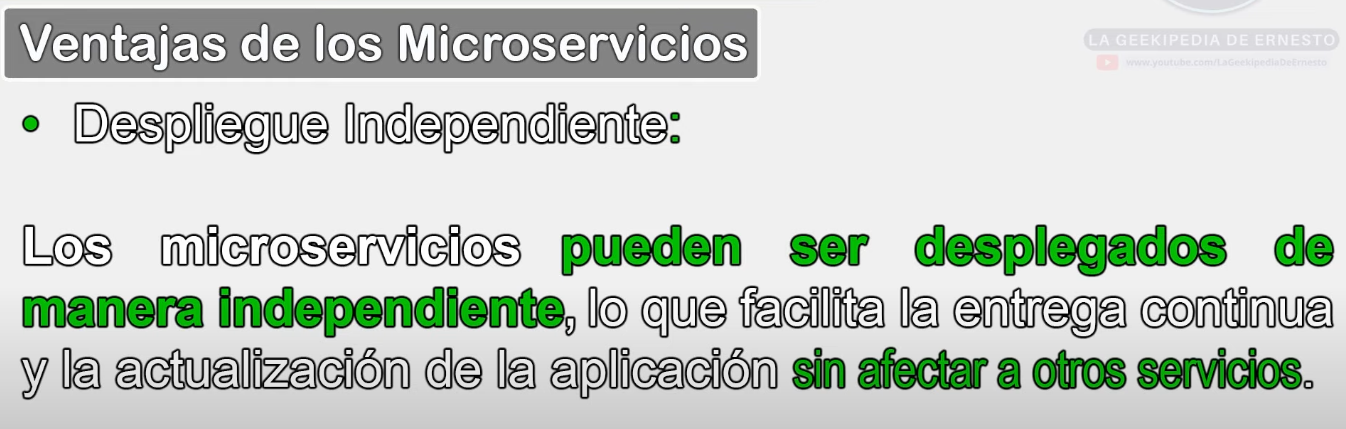 Ventajas de los Microservicios
LA GEEKIPEDIA DE ERNESTO
www.youtube.com/LaGeekipediaDeErnesto
• Despliegue Independiente:
Los microservicios pueden ser desplegados de
manera independiente, lo que facilita la entrega continua
y la actualización de la aplicación sin afectar a otros servicios.